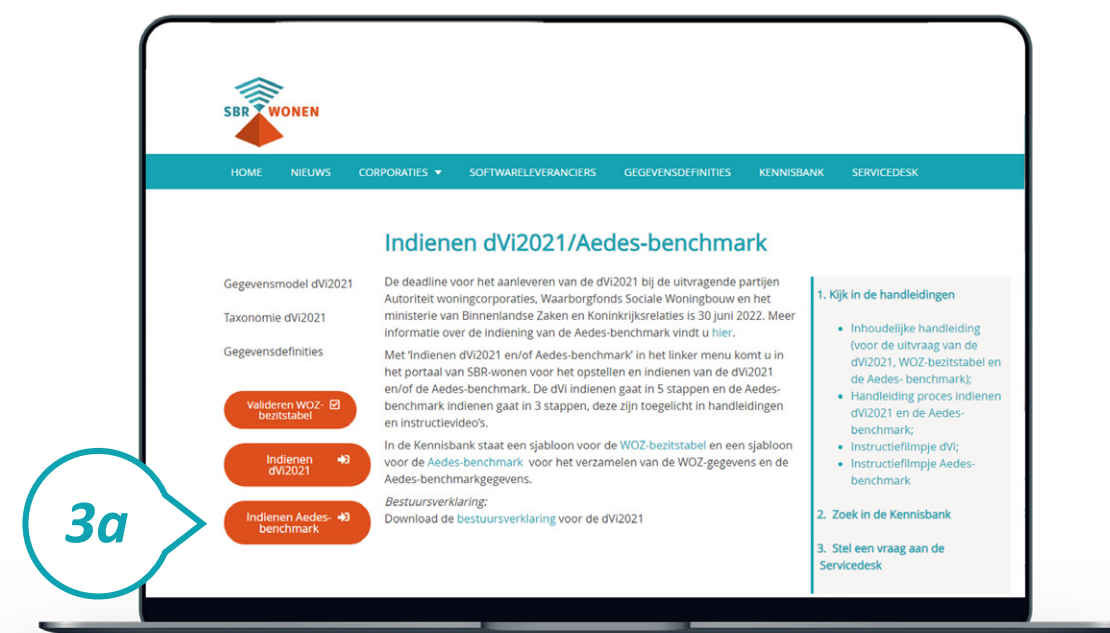 SBR WONEN
HOME NIEUWS CORPORATIES SOFTWARELEVERANCIERS GEGEVENSDEFINITIES KENNISBANK SERVICEDESK
Indienen dVi2021/Aedes-benchmark
Gegevensmodel dVi2021
Taxonomie dVi2021
Gegevensdefinities
Valideren WOZ-
bezitstabel
Indienen
dVi2021
Indienen Aedes-
benchmark
3a
De deadline voor het aanleveren van de dVi2021 bij de uitvragende partijen
Autoriteit woningcorporaties, Waarborgfonds Sociale Woningbouw en het
ministerie van Binnenlandse Zaken en Koninkrijksrelaties is 30 juni 2022. Meer
informatie over de indiening van de Aedes-benchmark vindt u hier.
Met 'Indienen dVi2021 en/of Aedes-benchmark' in het linker menu komt u in
het portaal van SBR-wonen voor het opstellen en indienen van de dVi2021
en/of de Aedes-benchmark. De dVi indienen gaat in 5 stappen en de Aedes-
benchmark indienen gaat in 3 stappen, deze zijn toegelicht in handleidingen
en instructievideo's.
In de Kennisbank staat een sjabloon voor de WOZ-bezitstabel en een sjabloon
voor de Aedes-benchmark voor het verzamelen van de WOZ-gegevens en de
Aedes-benchmarkgegevens.
Bestuursverklaring:
Download de bestuursverklaring voor de dVi2021
1. Kijk in de handleidingen
• Inhoudelijke handleiding
(voor de uitvraag van de
dVi2021, WOZ-bezitstabel en
de Aedes- benchmark);
• Handleiding proces indienen
dVi2021 en de Aedes-
benchmark;
• Instructiefilmpje dVi;
• Instructiefilmpje Aedes-
benchmark
2. Zoek in de Kennisbank
3. Stel een vraag aan de
Servicedesk